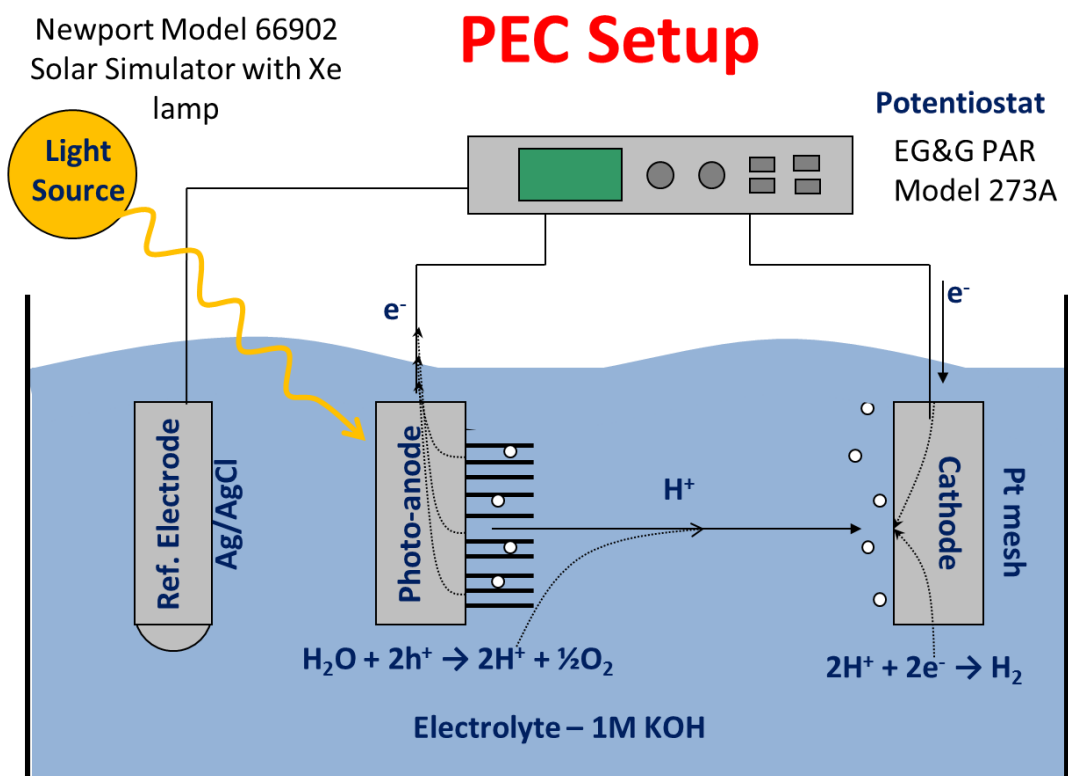 Newport Model 66902
Solar Simulator with Xe
lamp
PEC Setup
Light
Source
Potentiostat
EG&G PAR
Model 273A
e⁻
e⁻
Ref. Electrode
Ag/AgCl
Photo-anode
H⁺
Cathode
Pt mesh
H₂O + 2h⁺ → 2H⁺ + ½O₂
2H⁺ + 2e⁻ → H₂
Electrolyte – 1M KOH